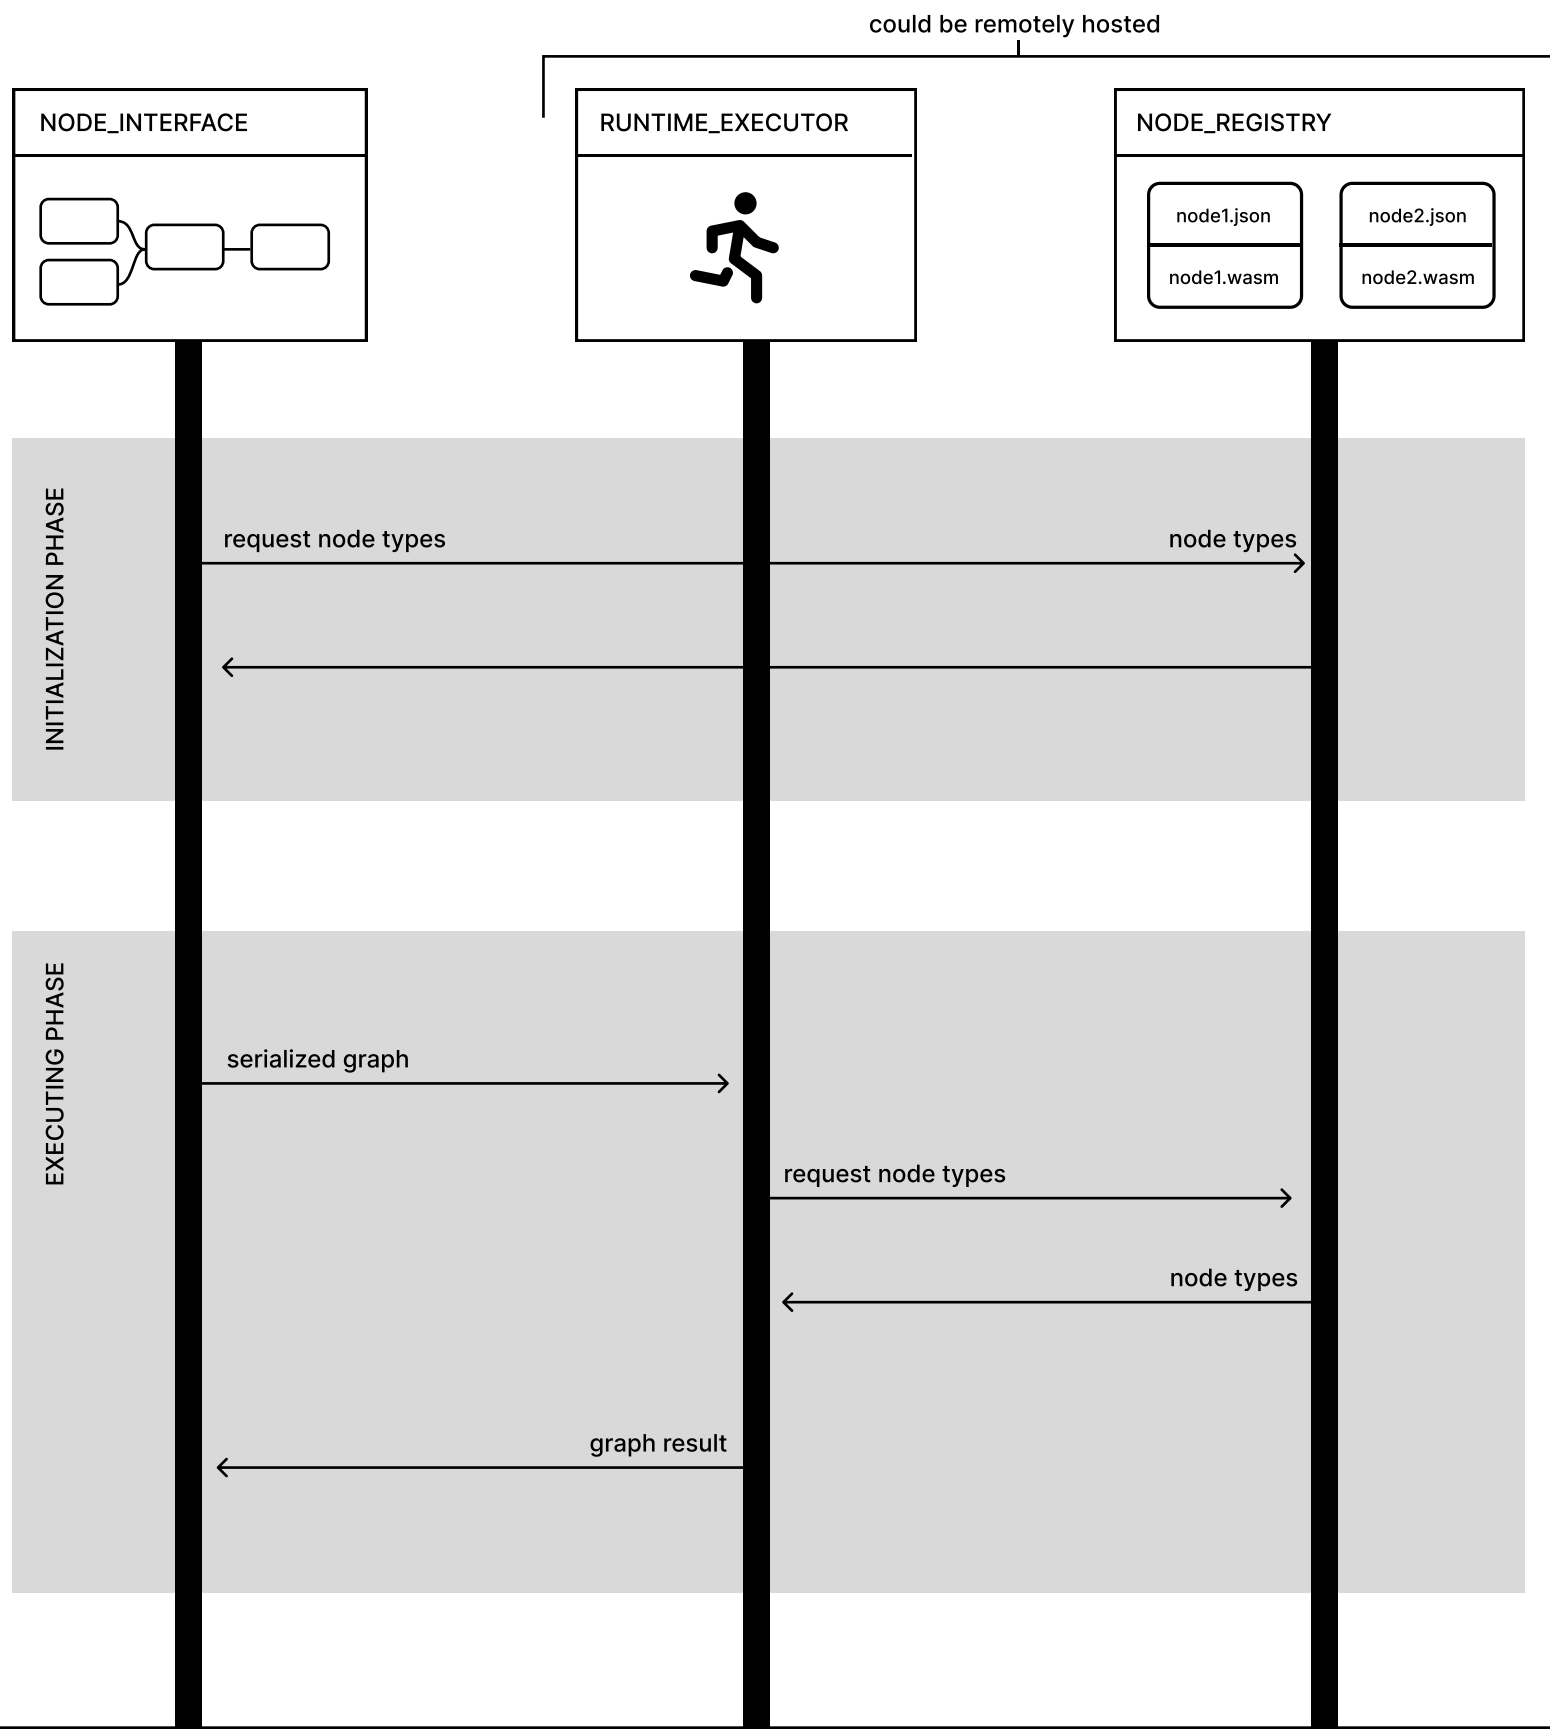 could be remotely hosted
NODE_INTERFACE
RUNTIME_EXECUTOR
NODE_REGISTRY
node1.json
node2.json
node1.wasm
node2.wasm
INITIALIZATION PHASE
request node types
node types
EXECUTING PHASE
serialized graph
request node types
node types
graph result